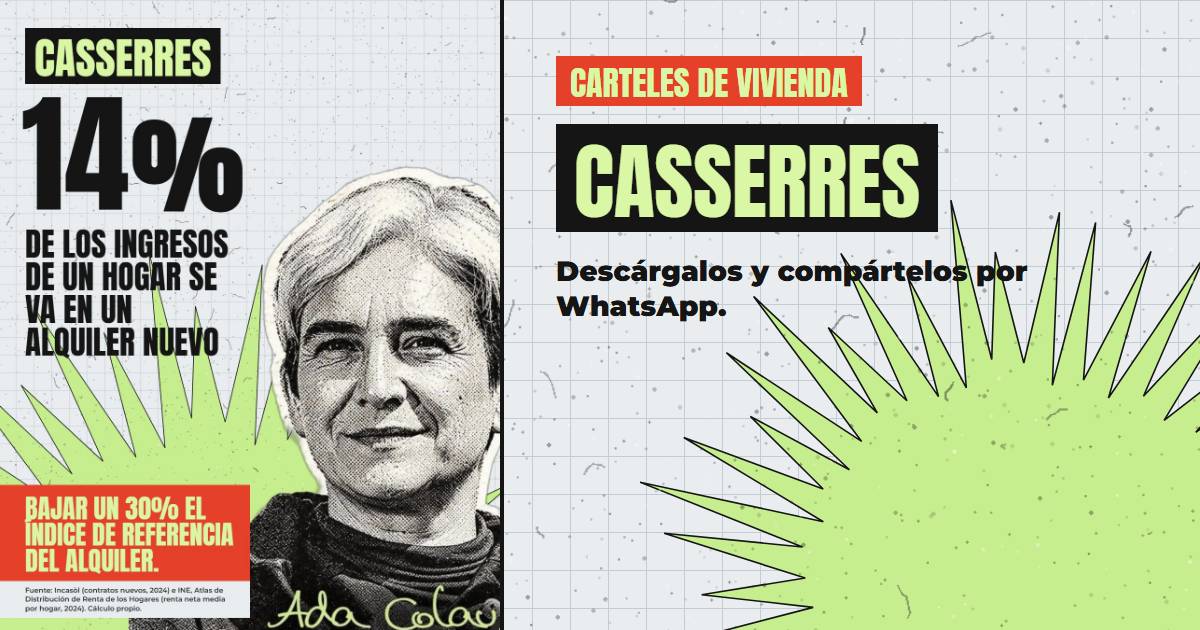 CASSERRES
14%
DE LOS INGRESOS
DE UN HOGAR SE
VA EN UN
ALQUILER NUEVO
BAJAR UN 30% EL
ÍNDICE DE REFERENCIA
DEL ALQUILER.
Fuente: Incasòl (contratos nuevos, 2024) e INE, Atlas de
Distribución de Renta de los Hogares (renta neta media
por hogar, 2024). Cálculo propio.
Ada Colau
CARTELES DE VIVIENDA
CASSERRES
Descárgalos y compártelos por
WhatsApp.